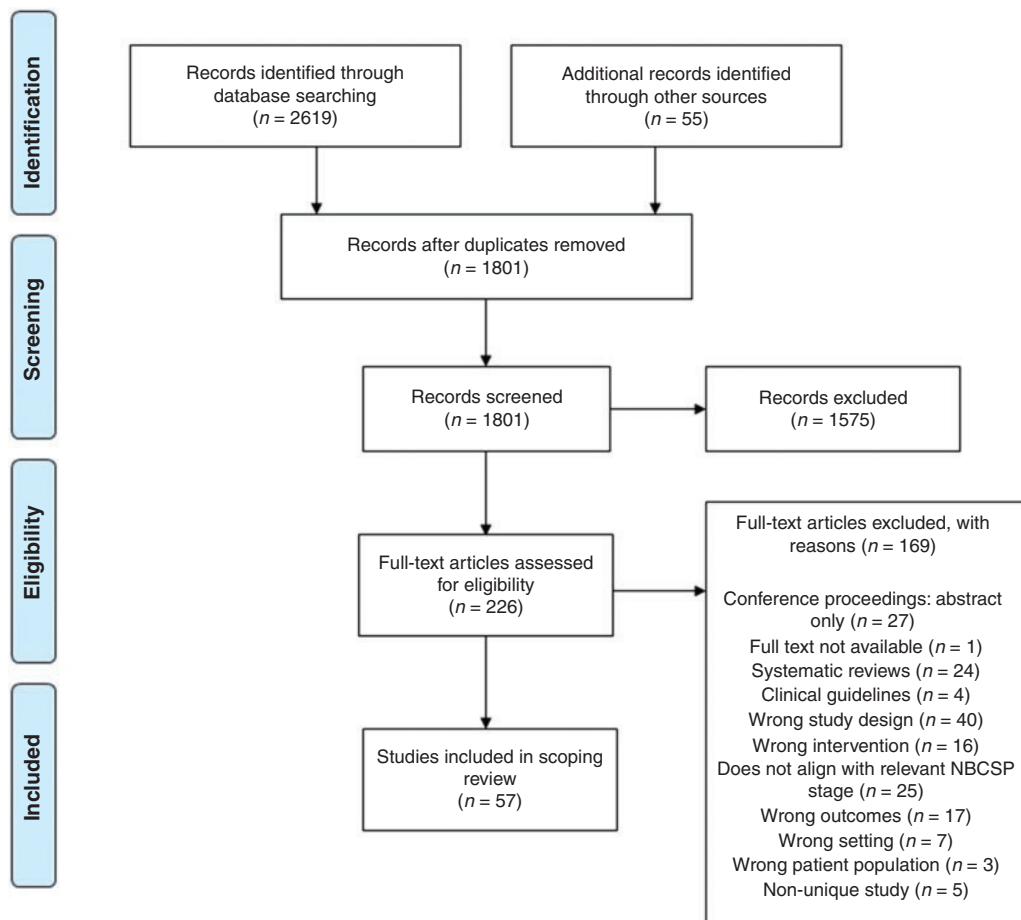 Identification
Records identified through
database searching
(n = 2619)
Additional records identified
through other sources
(n = 55)
Records after duplicates removed
(n = 1801)
Screening
Records screened
(n = 1801)
Records excluded
(n = 1575)
Eligibility
Full-text articles assessed
for eligibility
(n = 226)
Full-text articles excluded, with
reasons (n = 169)
Conference proceedings: abstract
only (n = 27)
Full text not available (n = 1)
Systematic reviews (n = 24)
Clinical guidelines (n = 4)
Wrong study design (n = 40)
Wrong intervention (n = 16)
Does not align with relevant NBCSP
stage (n = 25)
Wrong outcomes (n = 17)
Wrong setting (n = 7)
Wrong patient population (n = 3)
Non-unique study (n = 5)
Included
Studies included in scoping
review
(n = 57)